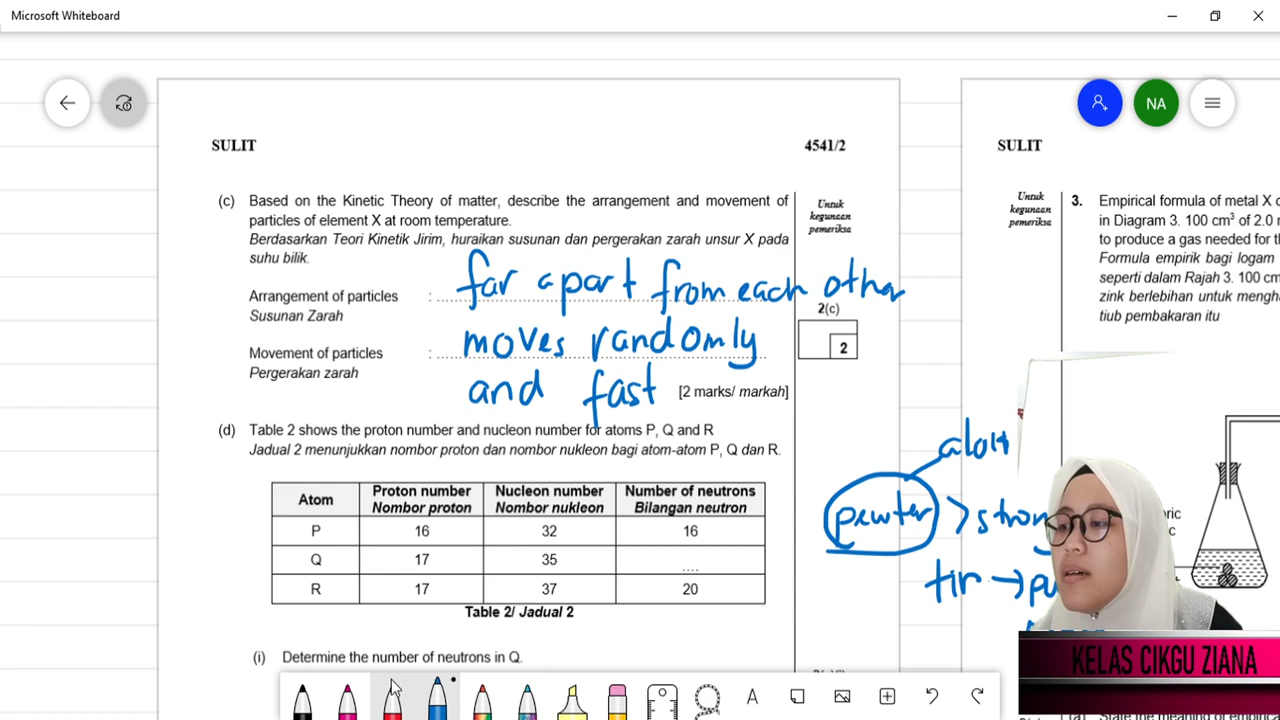 Microsoft Whiteboard
NA
SULIT
4541/2
(c) Based on the Kinetic Theory of matter, describe the arrangement and movement of
particles of element X at room temperature.
Berdasarkan Teori Kinetik Jirim, huraikan susunan dan pergerakan zarah unsur X pada
suhu bilik.
Untuk
kegunaan
pemeriksa
Arrangement of particles : far apart from each other
Susunan Zarah
2(c)
Movement of particles : moves randomly
Pergerakan zarah
2
and fast
[2 marks/ markah]
(d) Table 2 shows the proton number and nucleon number for atoms P, Q and R
Jadual 2 menunjukkan nombor proton dan nombor nukleon bagi atom-atom P, Q dan R.
Atom Proton number Nucleon number Number of neutrons
Nombor proton Nombor nukleon Bilangan neutron
P 16 32 16
Q 17 35 ....
R 17 37 20
Table 2/ Jadual 2
(i) Determine the number of neutrons in Q.
pewter >
SULIT
Untuk
kegunaan
pemeriksa
3. Empirical formula of metal X
in Diagram 3. 100 cm³ of 2.0
to produce a gas needed for
Formula empirik bagi logam
seperti dalam Rajah 3. 100
zink berlebihan untuk
tiub pembakaran itu
KELAS CIKGU ZIANA